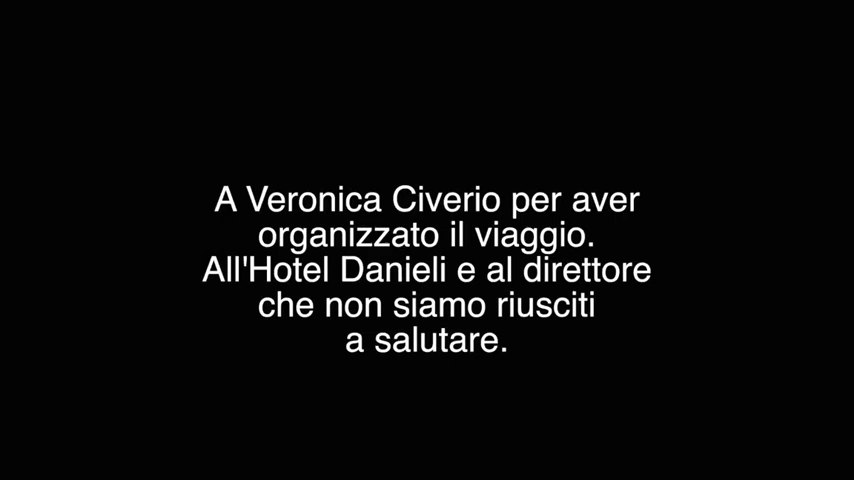 A Veronica Civerio per aver
organizzato il viaggio.
All'Hotel Danieli e al direttore
che non siamo riusciti
a salutare.